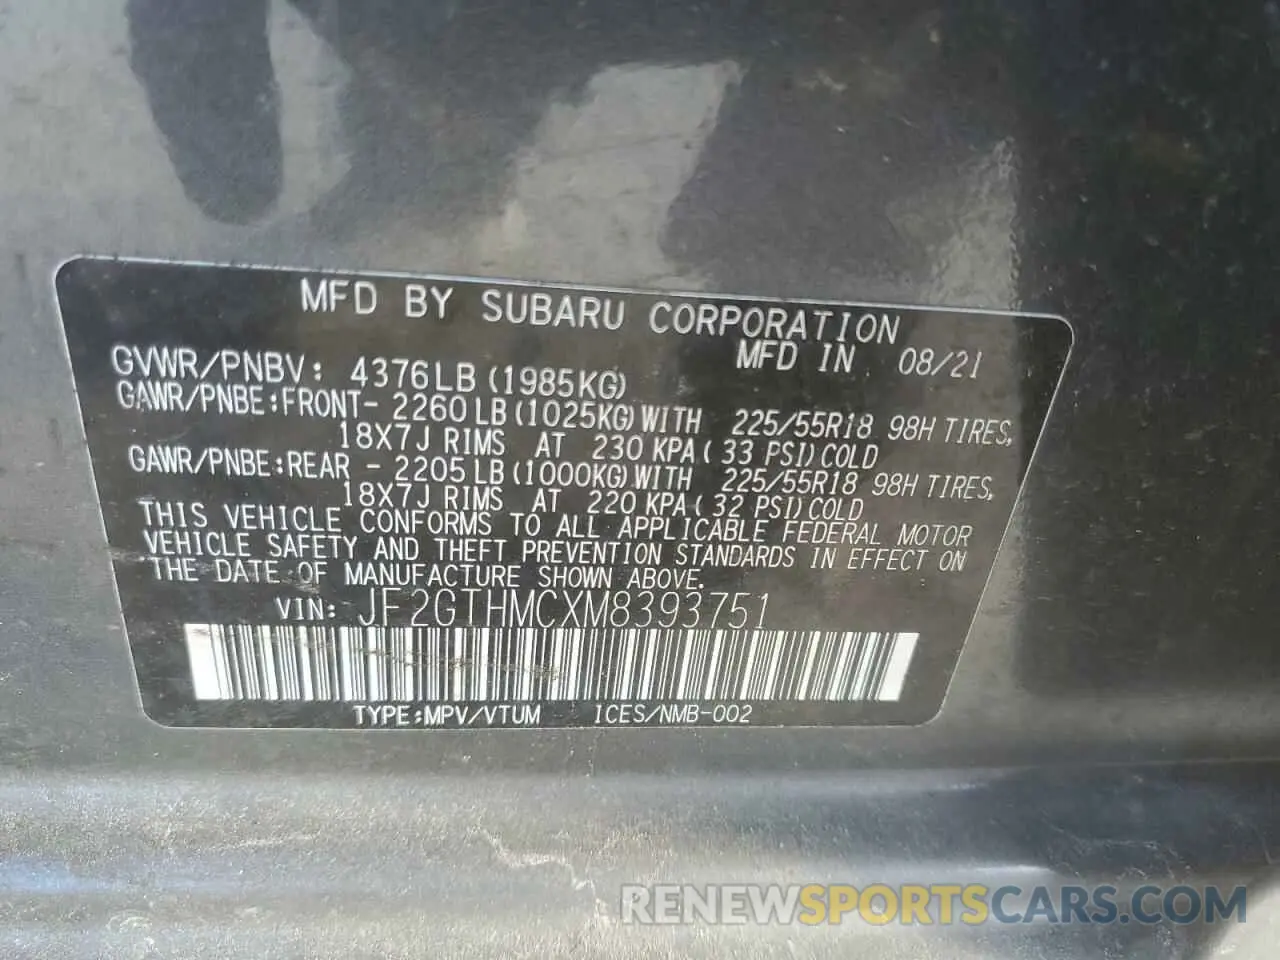 MFD BY SUBARU CORPORATION
MFD IN 08/21
GVWR/PNBV: 4376LB (1985KG)
GAWR/PNBE:FRONT- 2260 LB (1025KG) WITH 225/55R18 98H TIRES,
18X7J RIMS AT 230 KPA ( 33 PSI) COLD
GAWR/PNBE:REAR - 2205 LB (1000KG) WITH 225/55R18 98H TIRES,
18X7J RIMS AT 220 KPA ( 32 PSI) COLD
THIS VEHICLE CONFORMS TO ALL APPLICABLE FEDERAL MOTOR
VEHICLE SAFETY AND THEFT PREVENTION STANDARDS IN EFFECT ON
THE DATE OF MANUFACTURE SHOWN ABOVE.
VIN: JF2GTHMCXM8393751
TYPE:MPV/VTUM ICES/NMB-002
RENEWSPORTSCARS.COM